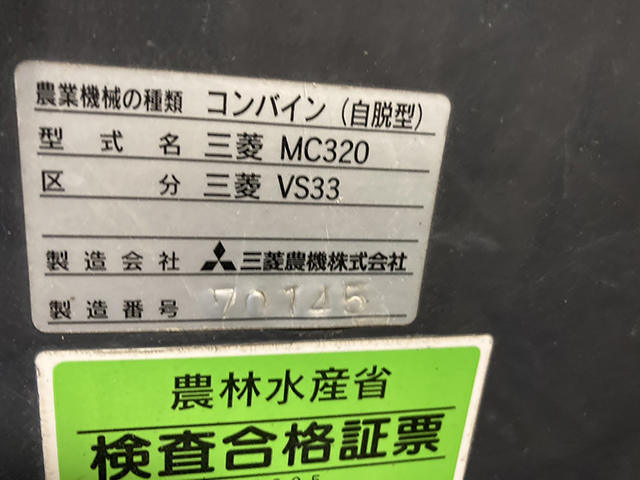 農業機械の種類 コンバイン（自脱型）
型式名 三菱 MC320
区分 三菱 VS33
製造会社 三菱農機株式会社
製造番号 70145
農林水産省
検査合格証票